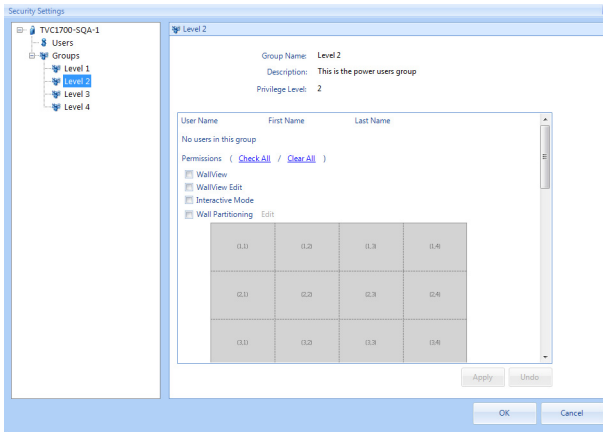 Security Settings
TVC1700-SQA-1
Users
Groups
Level 1
Level 2
Level 3
Level 4
Level 2
Group Name: Level 2
Description: This is the power users group
Privilege Level: 2
User Name First Name Last Name
No users in this group
Permissions ( Check All / Clear All )
WallView
WallView Edit
Interactive Mode
Wall Partitioning Edit
(1,1) (1,2) (1,3) (1,4)
(2,1) (2,2) (2,3) (2,4)
(3,1) (3,2) (3,3) (3,4)
Apply Undo
OK Cancel